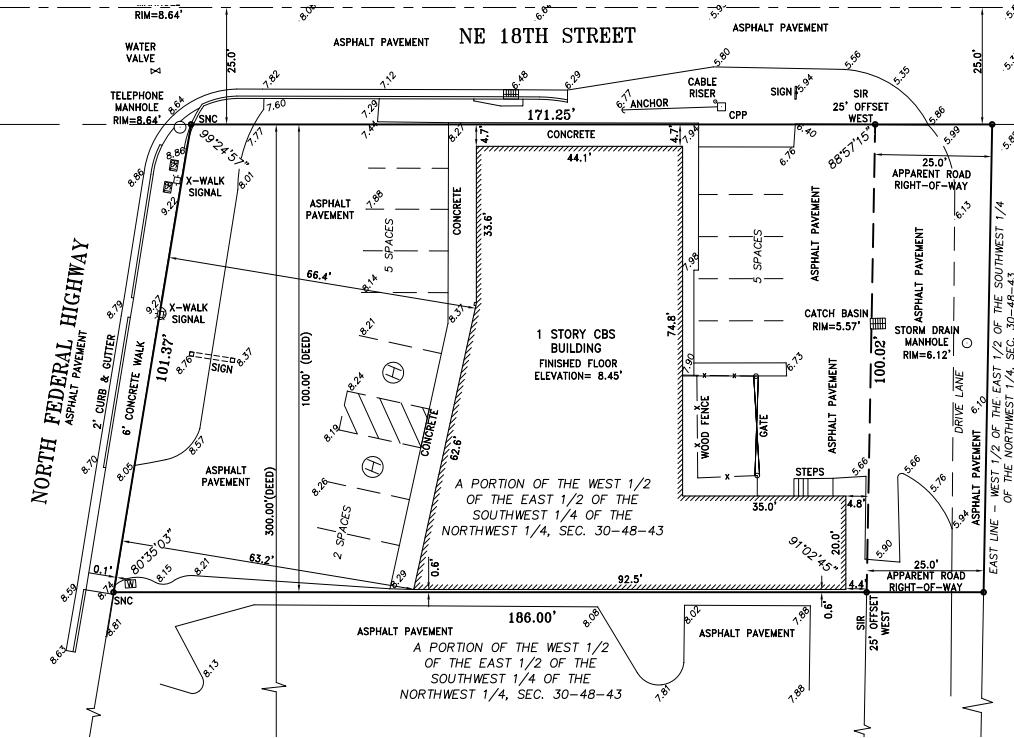 RIM=8.64'
NE 18TH STREET
ASPHALT PAVEMENT
ASPHALT PAVEMENT
WATER
VALVE
25.0'
25.0'
7.82
7.12
6.48
6.29
5.80
5.94
5.56
5.35
TELEPHONE
MANHOLE
RIM=8.64'
8.64
SNC
7.60
7.29
7.44
7.77
8.27
4.7'
171.25'
CONCRETE
4.7'
7.94
6.77
ANCHOR
CABLE
RISER
CPP
SIGN
SIR
25' OFFSET
WEST
5.86
5.99
6.40
6.76
88°57'15"
99°24'57"
44.1'
25.0'
APPARENT ROAD
RIGHT-OF-WAY
8.86
8.86
X-WALK
SIGNAL
8.01
9.22
ASPHALT
PAVEMENT
7.88
5 SPACES
CONCRETE
33.6'
5 SPACES
ASPHALT PAVEMENT
ASPHALT PAVEMENT
6.13
66.4'
8.14
7.98
8.79
9.27
X-WALK
SIGNAL
8.21
8.37
74.8'
1 STORY CBS
BUILDING
FINISHED FLOOR
ELEVATION= 8.45'
CATCH BASIN
RIM=5.57'
STORM DRAIN
MANHOLE
RIM=6.12'
100.02'
NORTH FEDERAL HIGHWAY
ASPHALT PAVEMENT
2' CURB & GUTTER
6' CONCRETE WALK
101.37'
8.76
8.37
SIGN
100.00' (DEED)
8.24
H
8.19
CONCRETE
62.6'
7.90
6.73
WOOD FENCE
GATE
ASPHALT PAVEMENT
DRIVE LANE
6.10
ASPHALT PAVEMENT
EAST LINE - WEST 1/2 OF THE EAST 1/2 OF THE SOUTHWEST 1/4
OF THE NORTHWEST 1/4, SEC. 30-48-43
8.70
8.05
8.57
ASPHALT
PAVEMENT
H
8.26
2 SPACES
300.00'(DEED)
A PORTION OF THE WEST 1/2
OF THE EAST 1/2 OF THE
SOUTHWEST 1/4 OF THE
NORTHWEST 1/4, SEC. 30-48-43
STEPS
5.66
5.66
5.76
5.94
35.0'
4.8'
20.0'
91°02'45"
5.90
80°35'03"
63.2'
0.1'
8.15
8.21
8.29
0.6'
92.5'
4.4'
25.0'
APPARENT ROAD
RIGHT-OF-WAY
8.59
8.74
W
SNC
8.81
8.63
186.00'
0.6'
SIR
25' OFFSET
WEST
ASPHALT PAVEMENT
8.08
8.02
7.88
ASPHALT PAVEMENT
A PORTION OF THE WEST 1/2
OF THE EAST 1/2 OF THE
SOUTHWEST 1/4 OF THE
NORTHWEST 1/4, SEC. 30-48-43
8.13
7.81
7.88